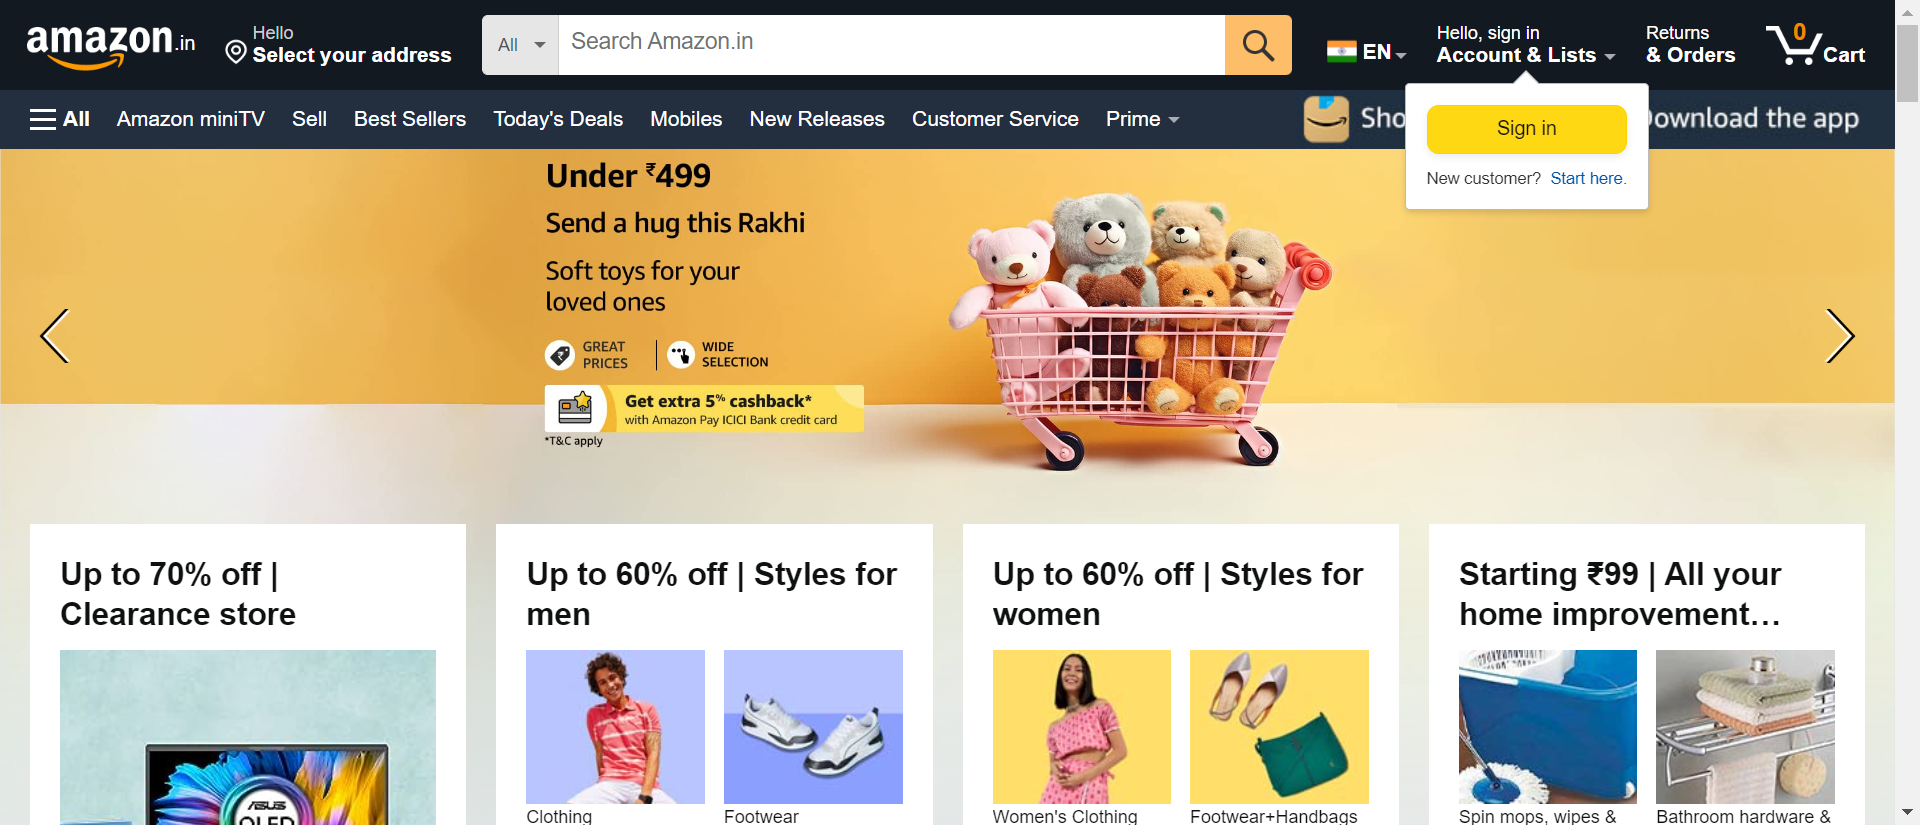 amazon.in
Hello
Select your address
All
Search Amazon.in
EN
Hello, sign in
Account & Lists
Returns
& Orders
0
Cart
All
Amazon miniTV
Sell
Best Sellers
Today's Deals
Mobiles
New Releases
Customer Service
Prime
Sho
ownload the app
Sign in
New customer? Start here.
Under ₹499
Send a hug this Rakhi
Soft toys for your
loved ones
GREAT
PRICES
WIDE
SELECTION
Get extra 5% cashback*
with Amazon Pay ICICI Bank credit card
*T&C apply
Up to 70% off |
Clearance store
ASUS
OLED
Up to 60% off | Styles for
men
Clothing
Footwear
Up to 60% off | Styles for
women
Women's Clothing
Footwear+Handbags
Starting ₹99 | All your
home improvement…
Spin mops, wipes &
Bathroom hardware &